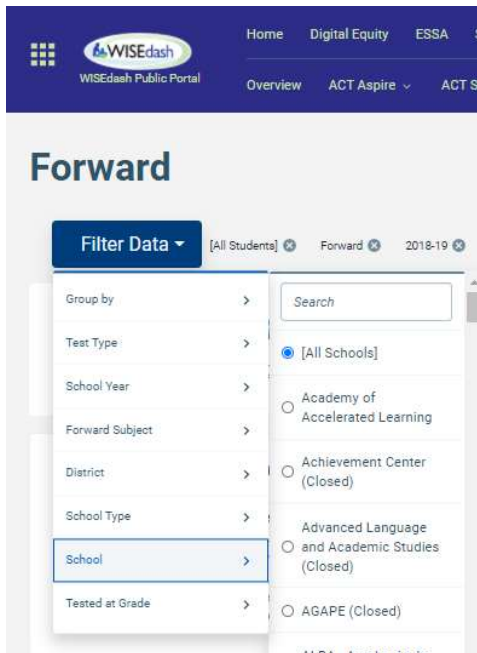 Home Digital Equity ESSA
WISEdash
WISEdash Public Portal
Overview ACT Aspire ACT S
Forward
Filter Data [All Students] Forward 2018-19
Group by
Test Type
School Year
Forward Subject
District
School Type
School
Tested at Grade
Search
[All Schools]
Academy of
Accelerated Learning
Achievement Center
(Closed)
Advanced Language
and Academic Studies
(Closed)
AGAPE (Closed)